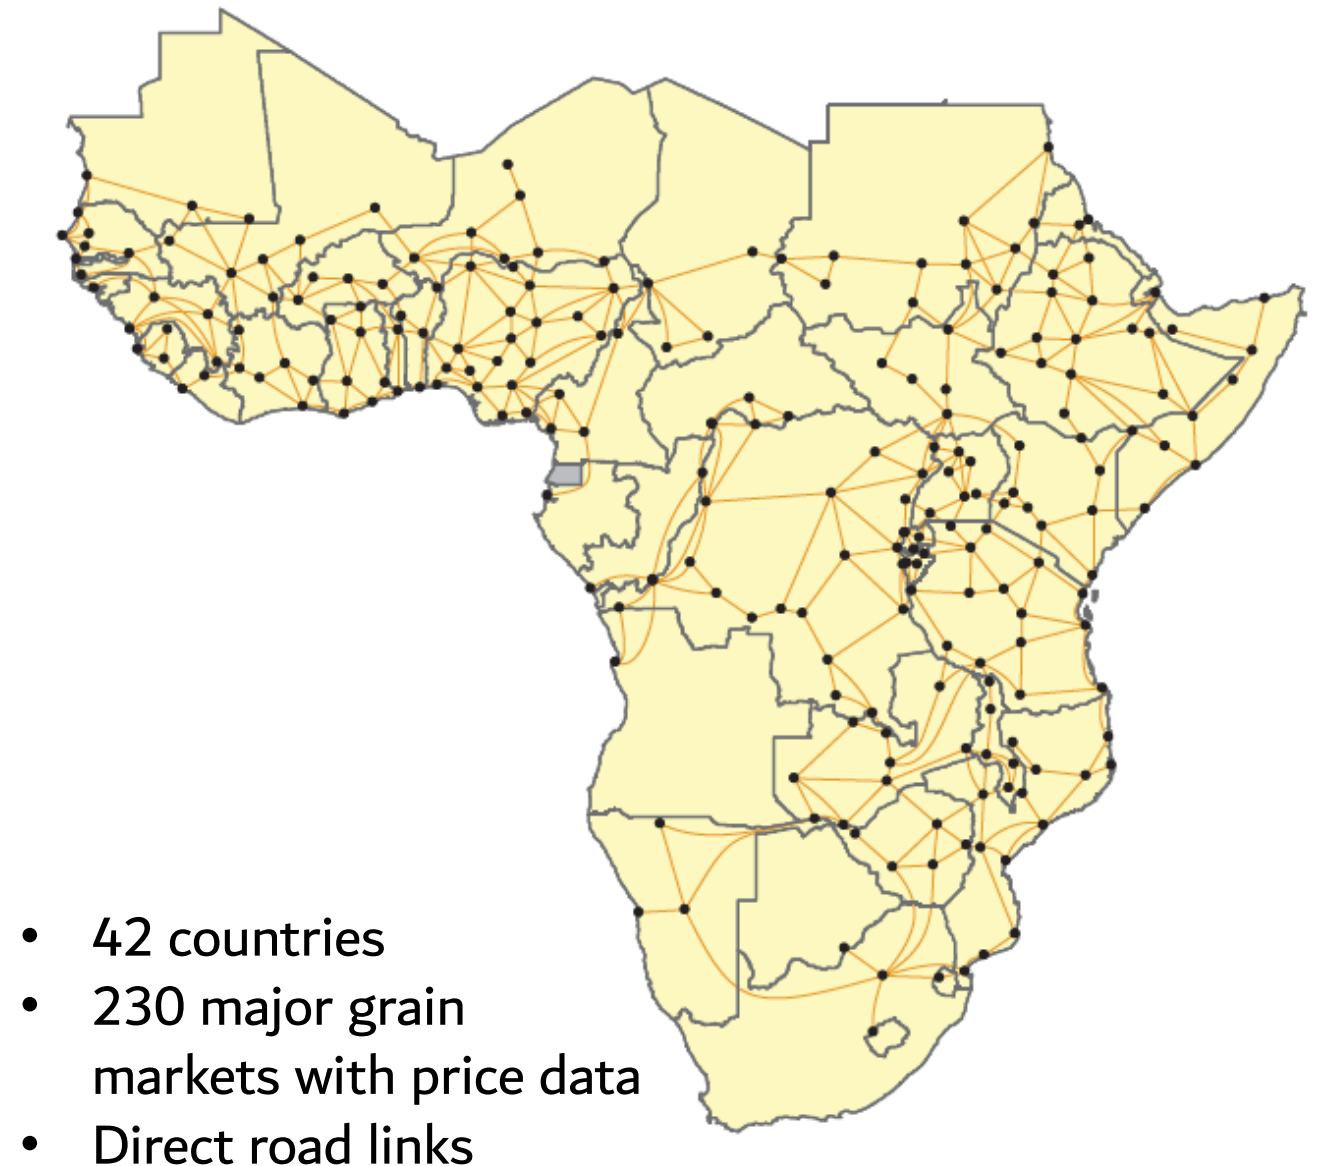 • 42 countries
• 230 major grain
markets with price data
• Direct road links